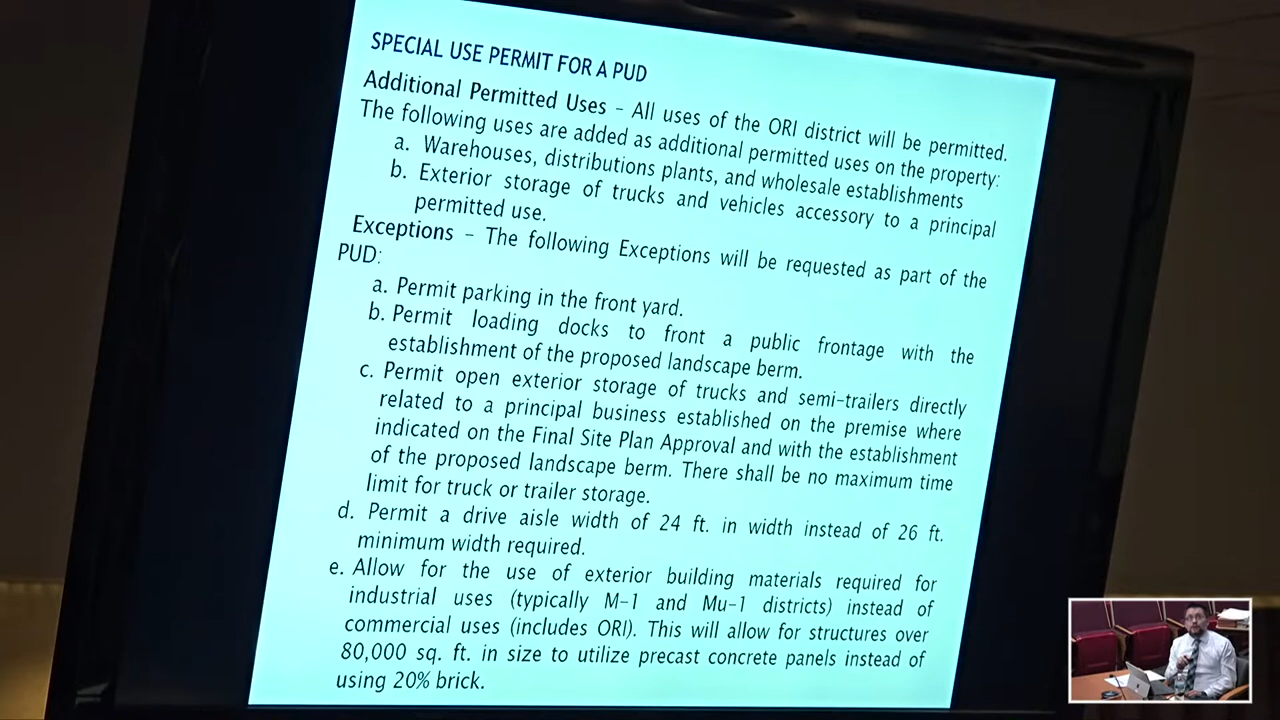 SPECIAL USE PERMIT FOR A PUD
Additional Permitted Uses - All uses of the ORI district will be permitted.
The following uses are added as additional permitted uses on the property:
a. Warehouses, distributions plants, and wholesale establishments
b. Exterior storage of trucks and vehicles accessory to a principal
permitted use.
Exceptions - The following Exceptions will be requested as part of the
PUD:
a. Permit parking in the front yard.
b. Permit loading docks to front a public frontage with the
establishment of the proposed landscape berm.
c. Permit open exterior storage of trucks and semi-trailers directly
related to a principal business established on the premise where
indicated on the Final Site Plan Approval and with the establishment
of the proposed landscape berm. There shall be no maximum time
limit for truck or trailer storage.
d. Permit a drive aisle width of 24 ft. in width instead of 26 ft.
minimum width required.
e. Allow for the use of exterior building materials required for
industrial uses (typically M-1 and Mu-1 districts) instead of
commercial uses (includes ORI). This will allow for structures over
80,000 sq. ft. in size to utilize precast concrete panels instead of
using 20% brick.